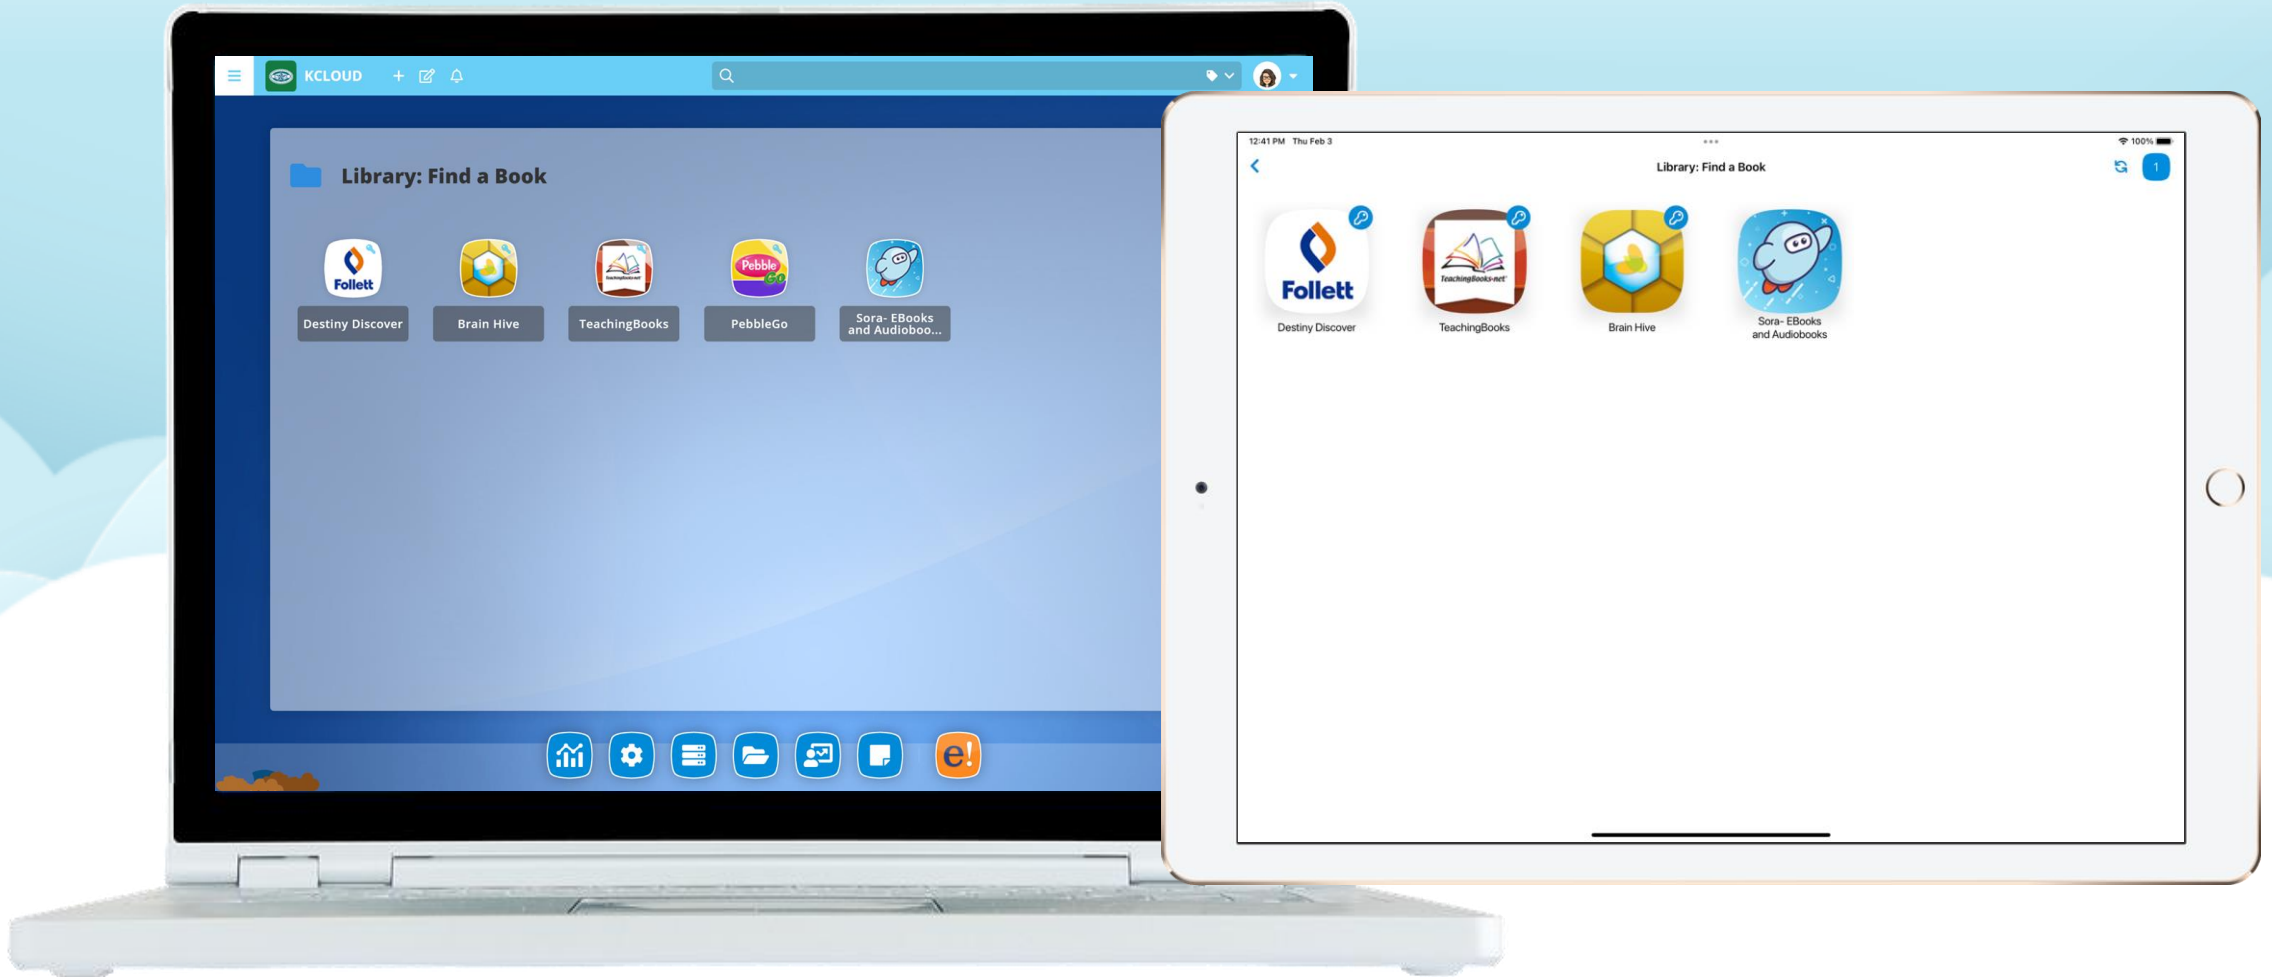 KCLOUD
Library: Find a Book
Follett
Pebble
GO
Destiny Discover
Brain Hive
TeachingBooks
PebbleGo
Sora- EBooks
and Audioboo...
e!
12:41 PM Thu Feb 3
100%
Library: Find a Book
1
Follett
TeachingBooks.net
Destiny Discover
TeachingBooks
Brain Hive
Sora- EBooks
and Audiobooks